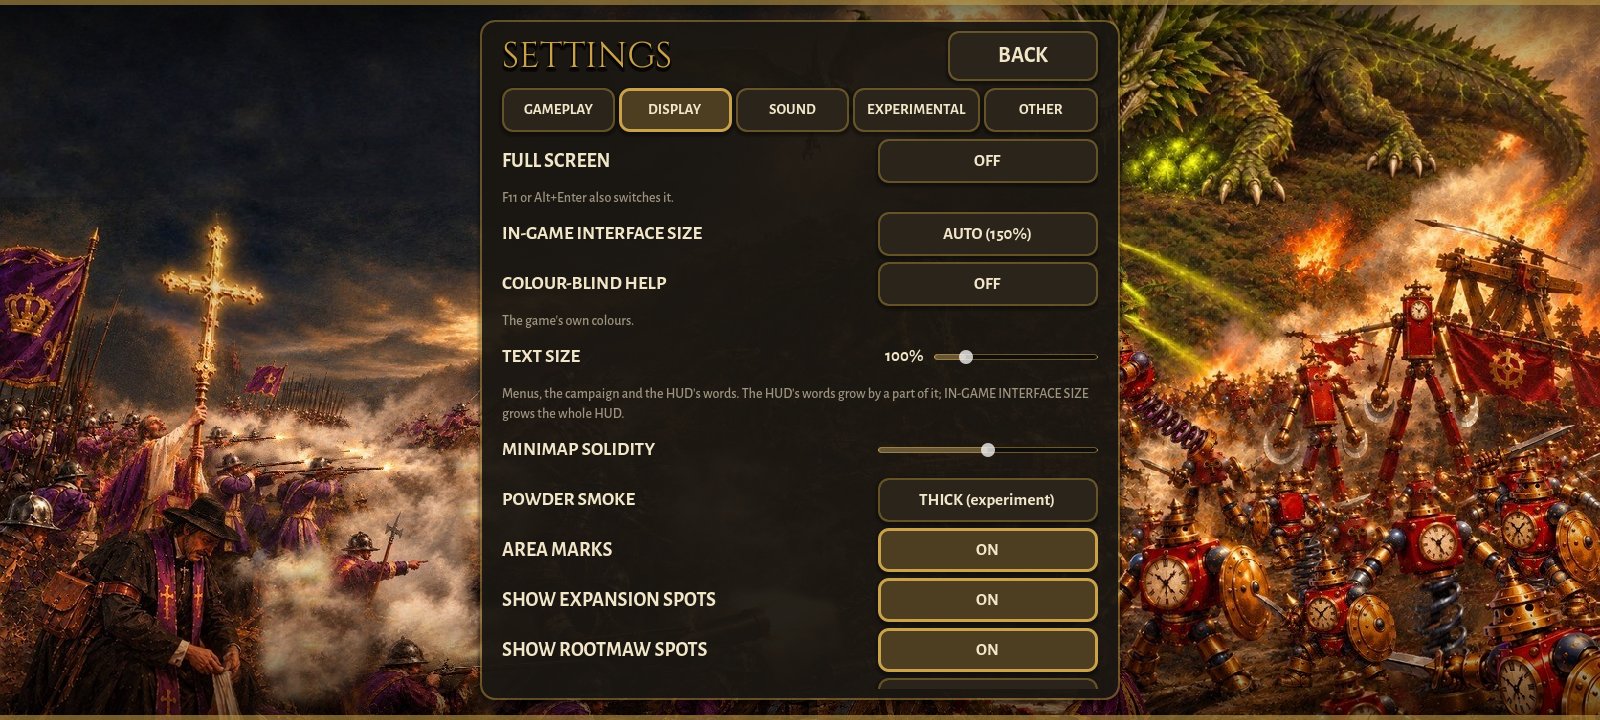 SETTINGS
BACK
GAMEPLAY
DISPLAY
SOUND
EXPERIMENTAL
OTHER
FULL SCREEN
OFF
F11 or Alt+Enter also switches it.
IN-GAME INTERFACE SIZE
AUTO (150%)
COLOUR-BLIND HELP
OFF
The game's own colours.
TEXT SIZE
100%
Menus, the campaign and the HUD's words. The HUD's words grow by a part of it; IN-GAME INTERFACE SIZE
grows the whole HUD.
MINIMAP SOLIDITY
POWDER SMOKE
THICK (experiment)
AREA MARKS
ON
SHOW EXPANSION SPOTS
ON
SHOW ROOTMAW SPOTS
ON